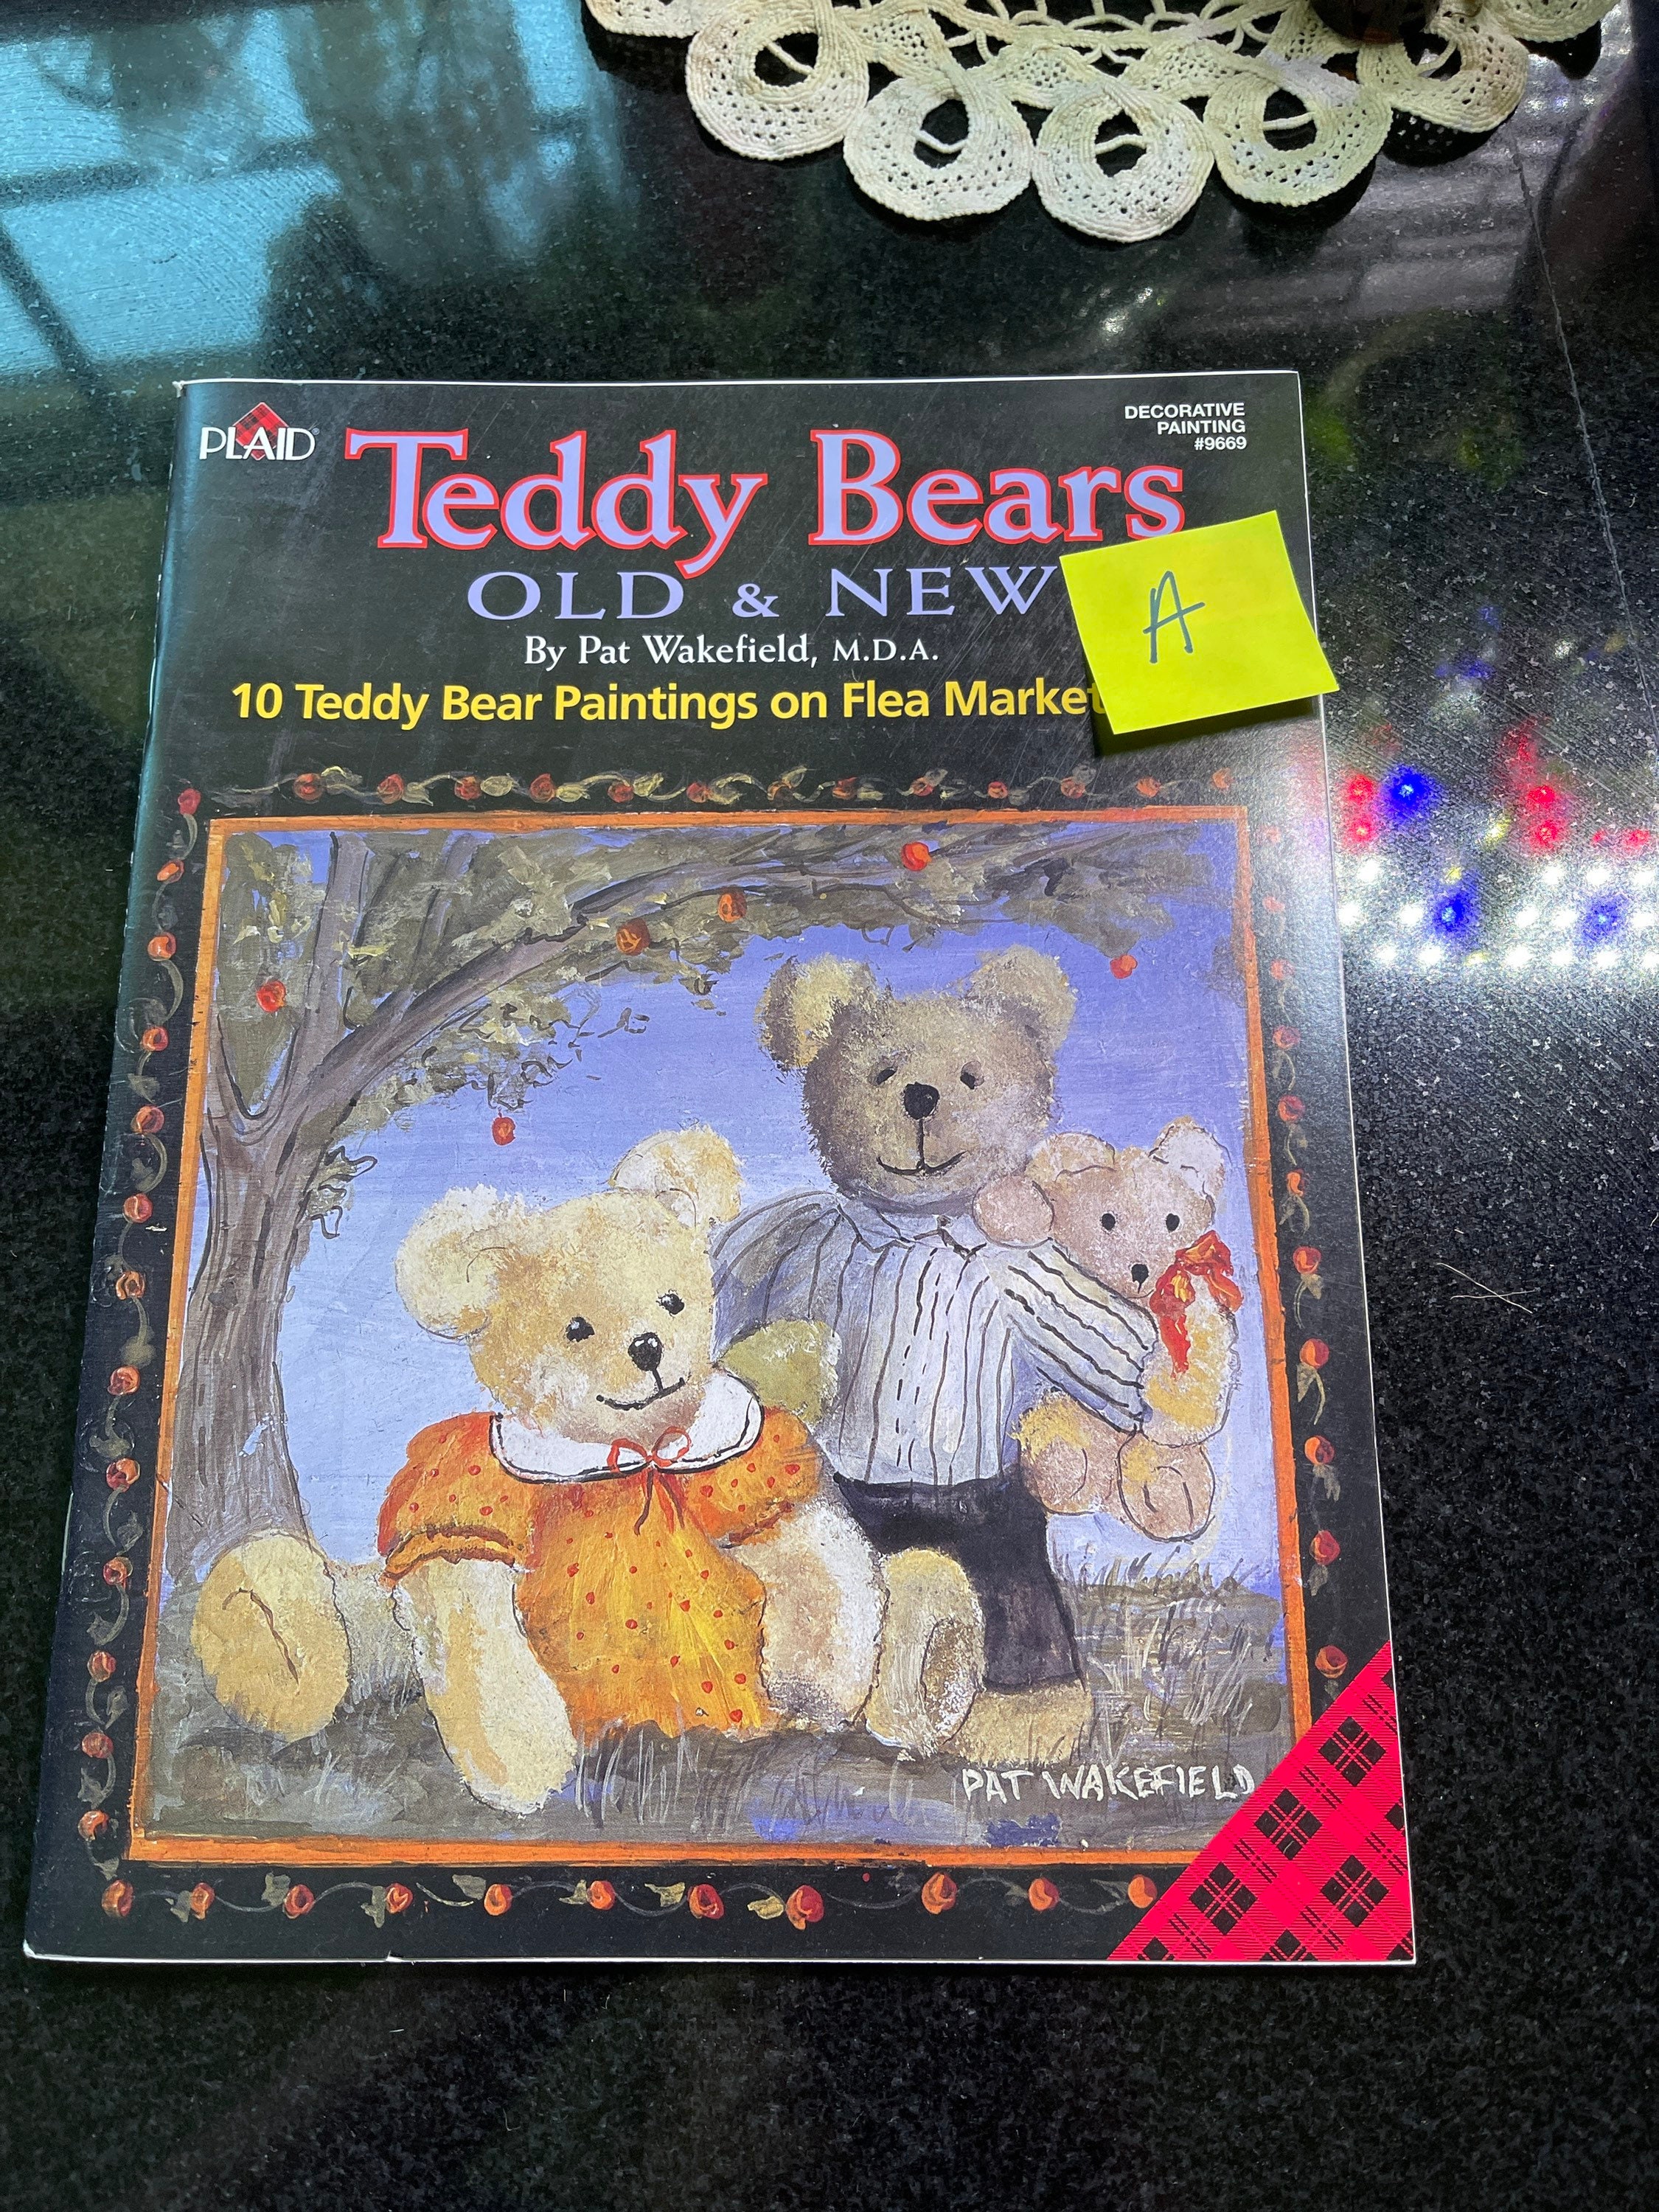 PLAID®
DECORATIVE
PAINTING
#9669
Teddy Bears
OLD & NEW
By Pat Wakefield, M.D.A.
10 Teddy Bear Paintings on Flea Market
A
PAT WAKEFIELD